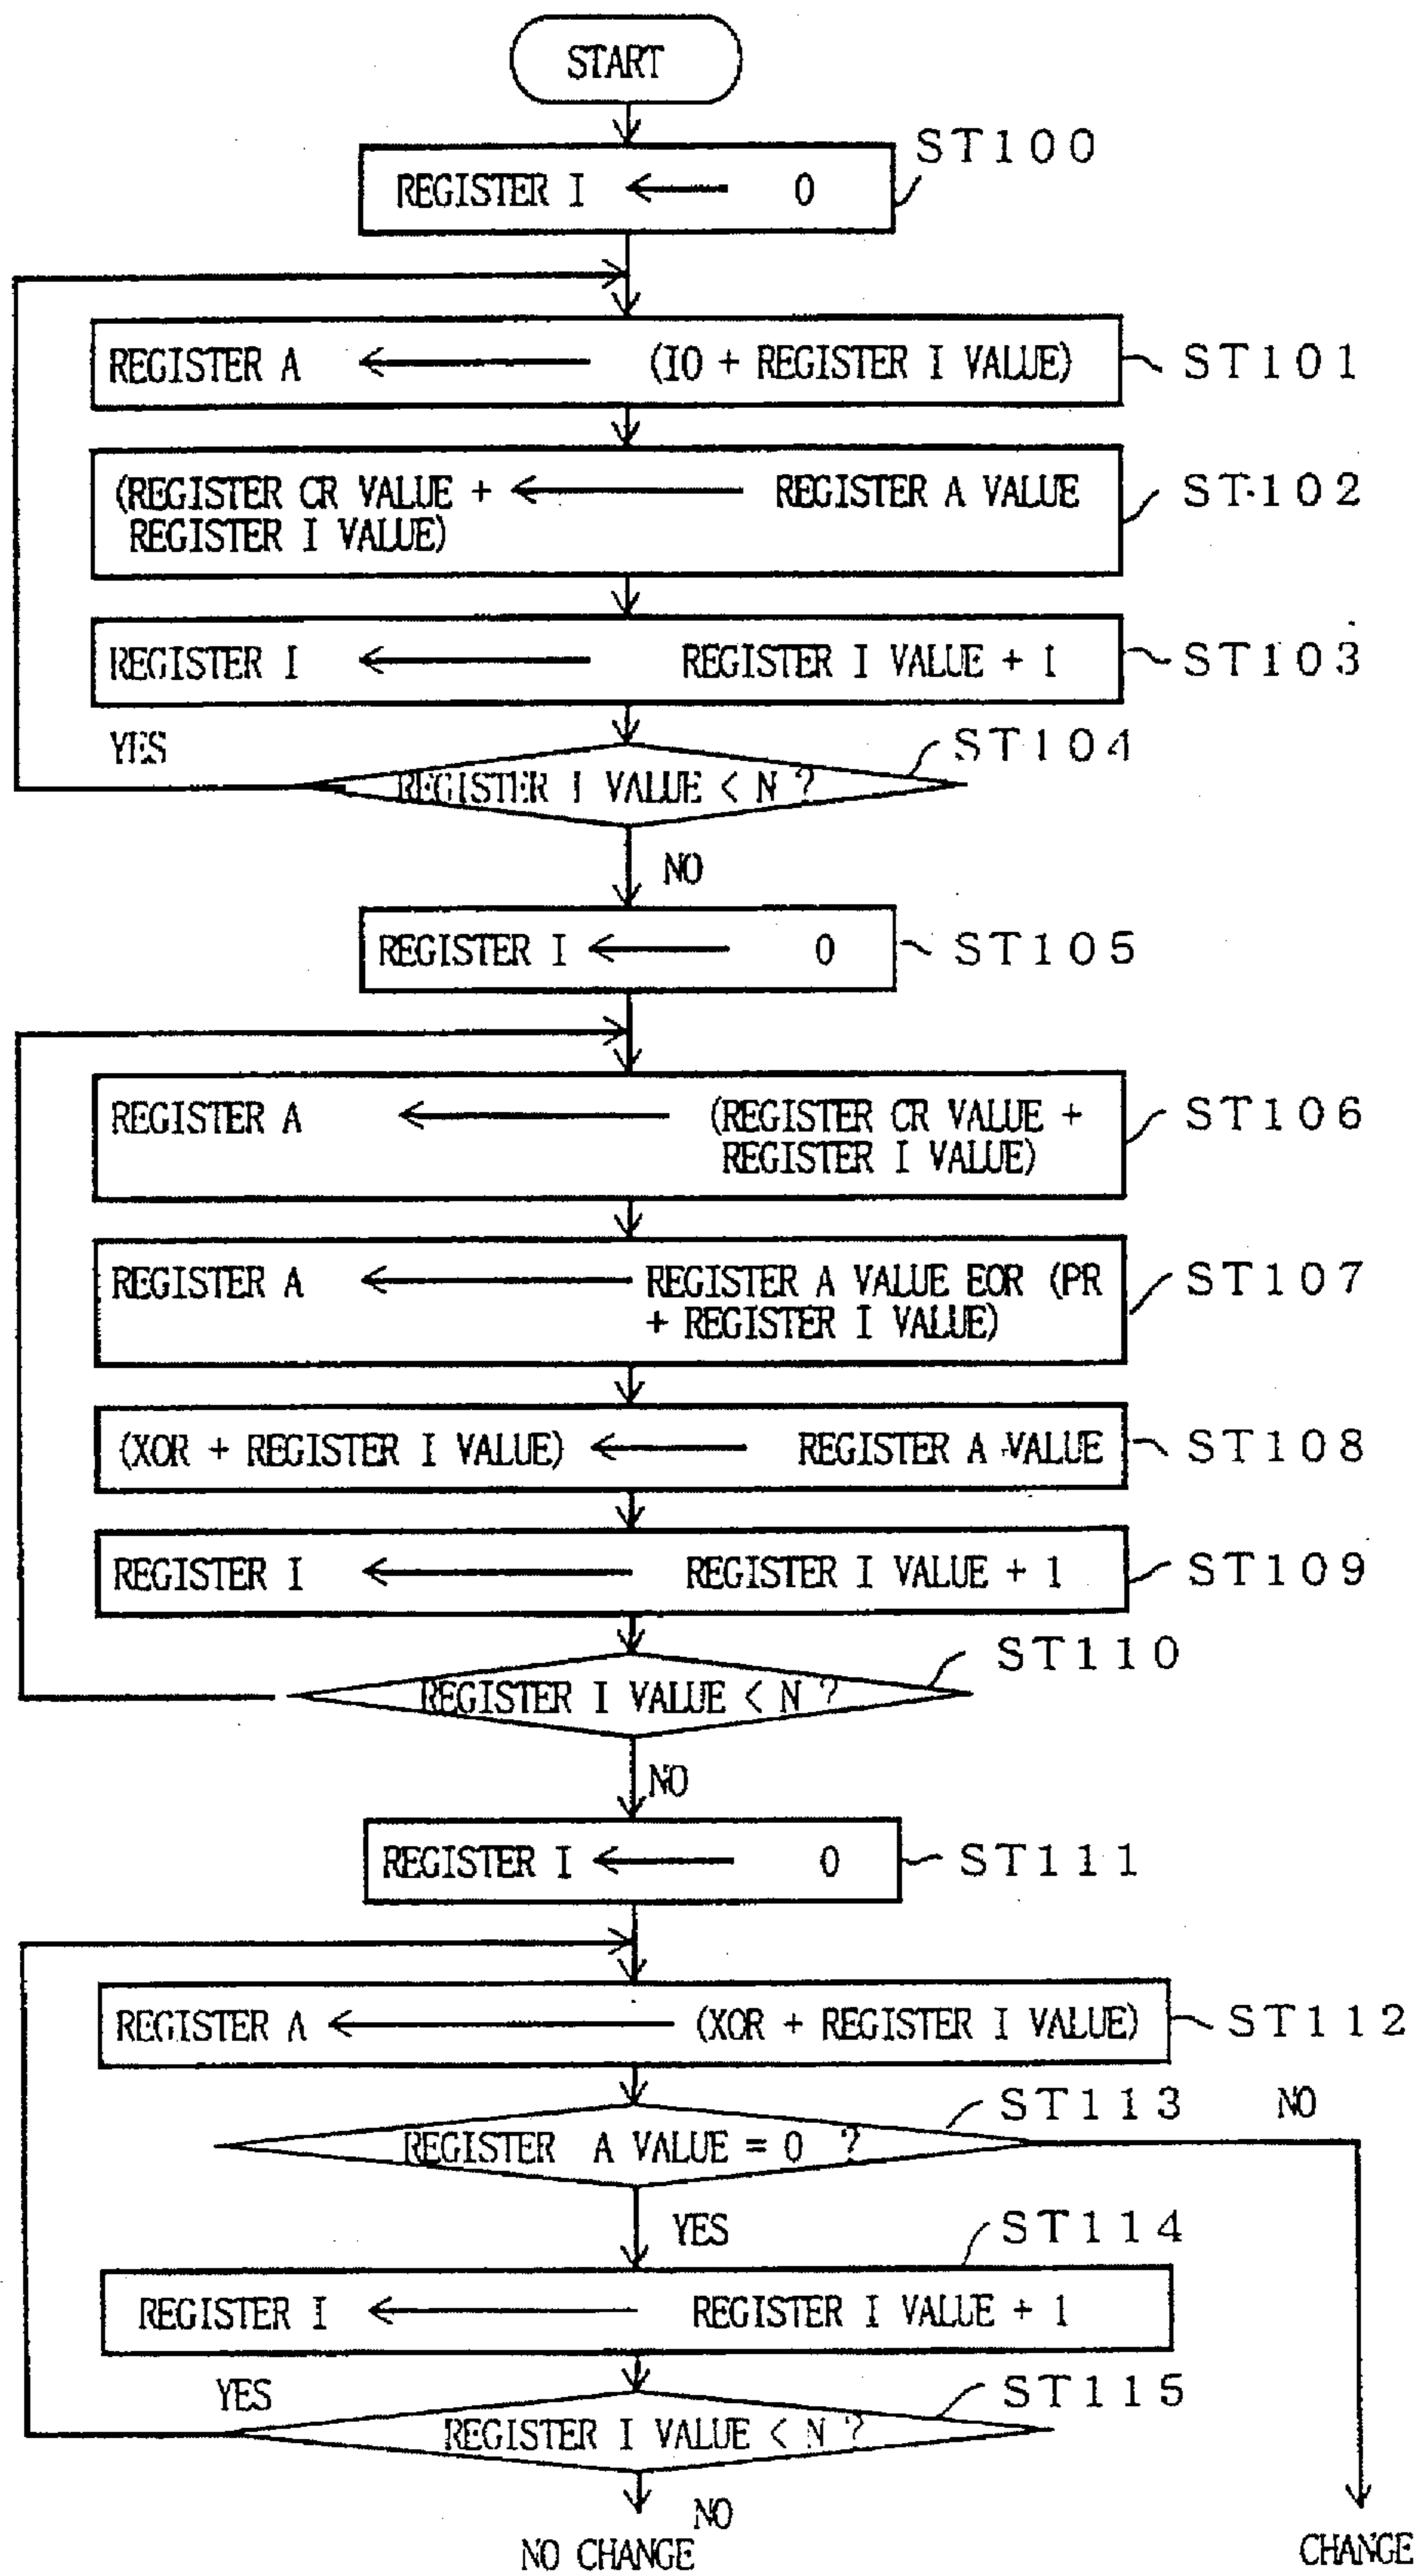 START
REGISTER I ← 0
ST100
REGISTER A ← (IO + REGISTER I VALUE)
ST101
(REGISTER CR VALUE + ← REGISTER A VALUE
REGISTER I VALUE)
ST102
REGISTER I ← REGISTER I VALUE + 1
ST103
YES
REGISTER I VALUE < N ?
ST104
NO
REGISTER I ← 0
ST105
REGISTER A ← (REGISTER CR VALUE +
REGISTER I VALUE)
ST106
REGISTER A ← REGISTER A VALUE EOR (PR
+ REGISTER I VALUE)
ST107
(XOR + REGISTER I VALUE) ← REGISTER A VALUE
ST108
REGISTER I ← REGISTER I VALUE + 1
ST109
REGISTER I VALUE < N ?
ST110
NO
REGISTER I ← 0
ST111
REGISTER A ← (XOR + REGISTER I VALUE)
ST112
REGISTER A VALUE = 0 ?
ST113
NO
YES
REGISTER I ← REGISTER I VALUE + 1
ST114
YES
REGISTER I VALUE < N ?
ST115
NO
NO CHANGE
CHANGE